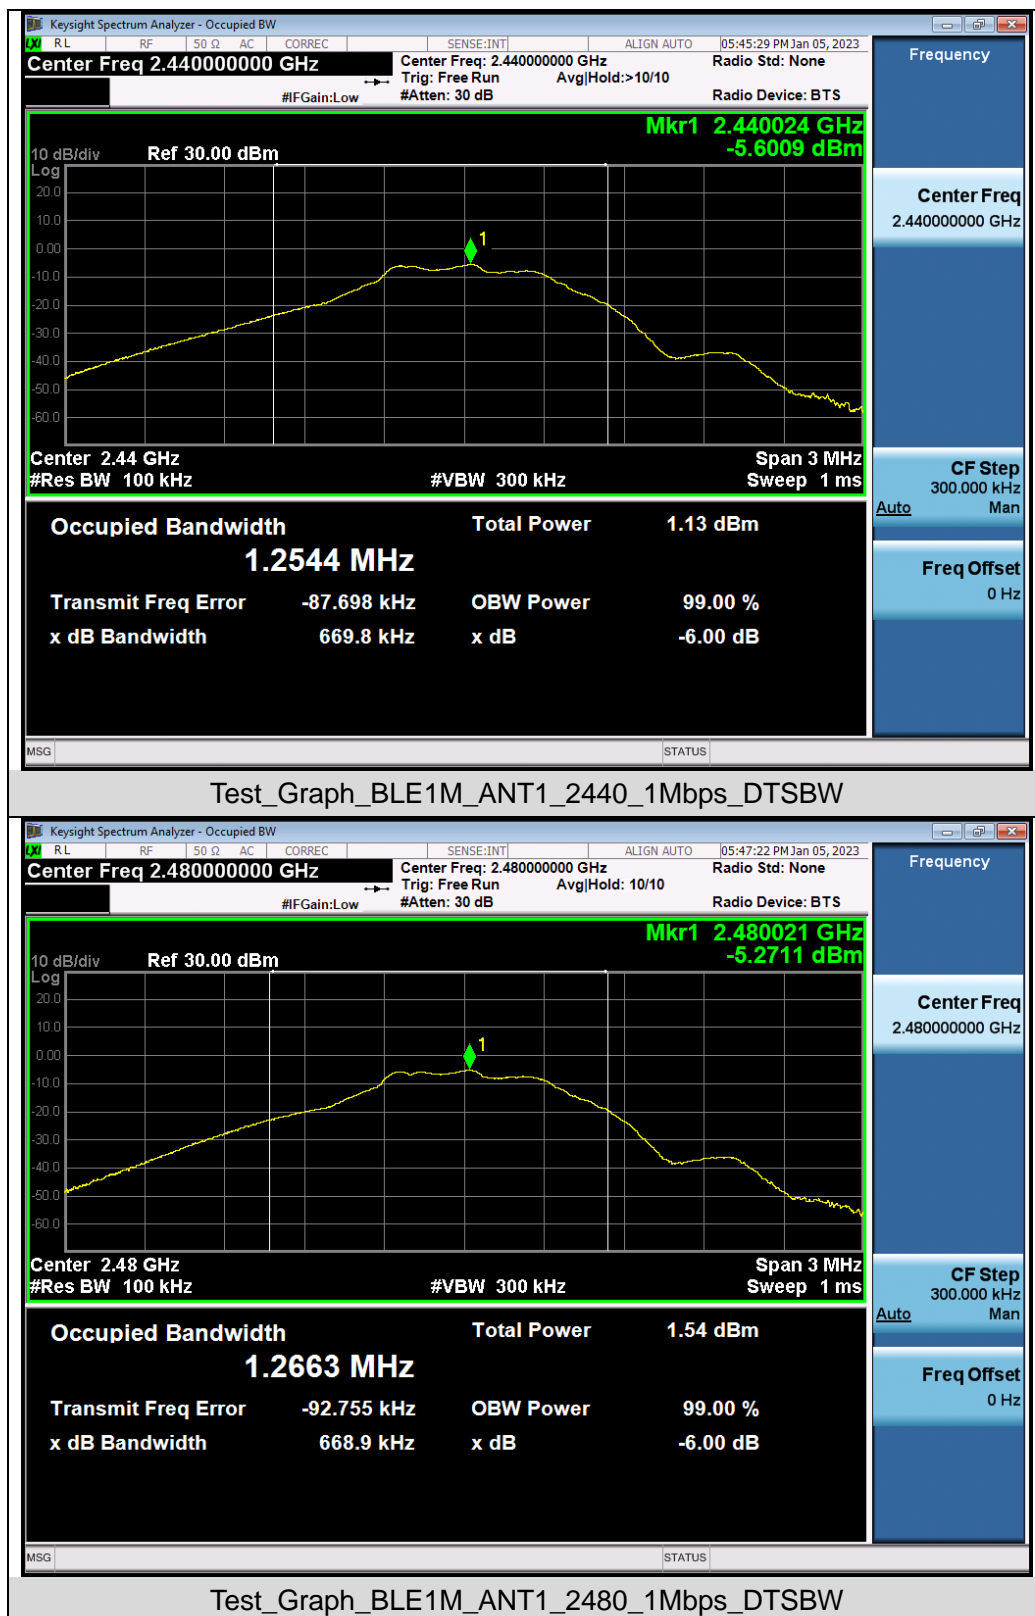 Keysight Spectrum Analyzer - Occupied BW
LXI RL RF 50 Ω AC CORREC SENSE:INT ALIGN AUTO 05:45:29 PM Jan 05, 2023
Center Freq 2.440000000 GHz
Center Freq: 2.440000000 GHz
Radio Std: None
Trig: Free Run Avg|Hold:>10/10
#IFGain:Low #Atten: 30 dB Radio Device: BTS
Frequency
Mkr1 2.440024 GHz
-5.6009 dBm
10 dB/div Ref 30.00 dBm
Log
20.0
10.0
0.00
-10.0
-20.0
-30.0
-40.0
-50.0
-60.0
1
Center Freq
2.440000000 GHz
Center 2.44 GHz Span 3 MHz
#Res BW 100 kHz #VBW 300 kHz Sweep 1 ms
CF Step
300.000 kHz
Auto Man
Occupied Bandwidth Total Power 1.13 dBm
1.2544 MHz
Freq Offset
0 Hz
Transmit Freq Error -87.698 kHz OBW Power 99.00 %
x dB Bandwidth 669.8 kHz x dB -6.00 dB
MSG STATUS
Test_Graph_BLE1M_ANT1_2440_1Mbps_DTSBW
Keysight Spectrum Analyzer - Occupied BW
LXI RL RF 50 Ω AC CORREC SENSE:INT ALIGN AUTO 05:47:22 PM Jan 05, 2023
Center Freq 2.480000000 GHz
Center Freq: 2.480000000 GHz
Radio Std: None
Trig: Free Run Avg|Hold: 10/10
#IFGain:Low #Atten: 30 dB Radio Device: BTS
Frequency
Mkr1 2.480021 GHz
-5.2711 dBm
10 dB/div Ref 30.00 dBm
Log
20.0
10.0
0.00
-10.0
-20.0
-30.0
-40.0
-50.0
-60.0
1
Center Freq
2.480000000 GHz
Center 2.48 GHz Span 3 MHz
#Res BW 100 kHz #VBW 300 kHz Sweep 1 ms
CF Step
300.000 kHz
Auto Man
Occupied Bandwidth Total Power 1.54 dBm
1.2663 MHz
Freq Offset
0 Hz
Transmit Freq Error -92.755 kHz OBW Power 99.00 %
x dB Bandwidth 668.9 kHz x dB -6.00 dB
MSG STATUS
Test_Graph_BLE1M_ANT1_2480_1Mbps_DTSBW